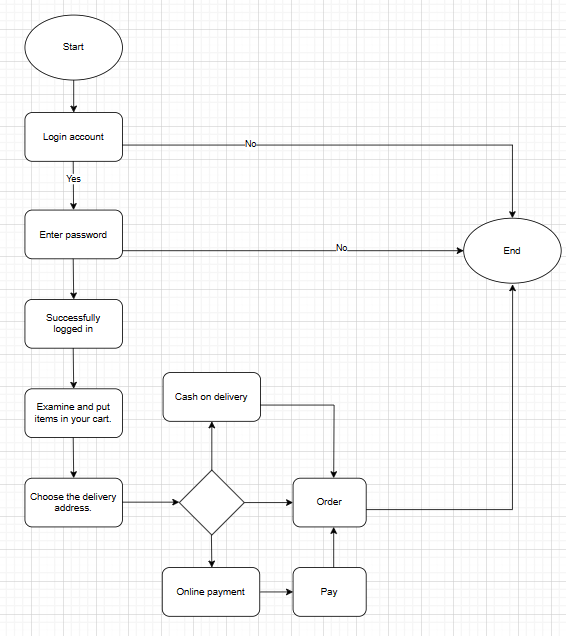 Start
Login account
No
Yes
Enter password
No
End
Successfully
logged in
Examine and put
items in your cart.
Cash on delivery
Choose the delivery
address.
Order
Online payment
Pay